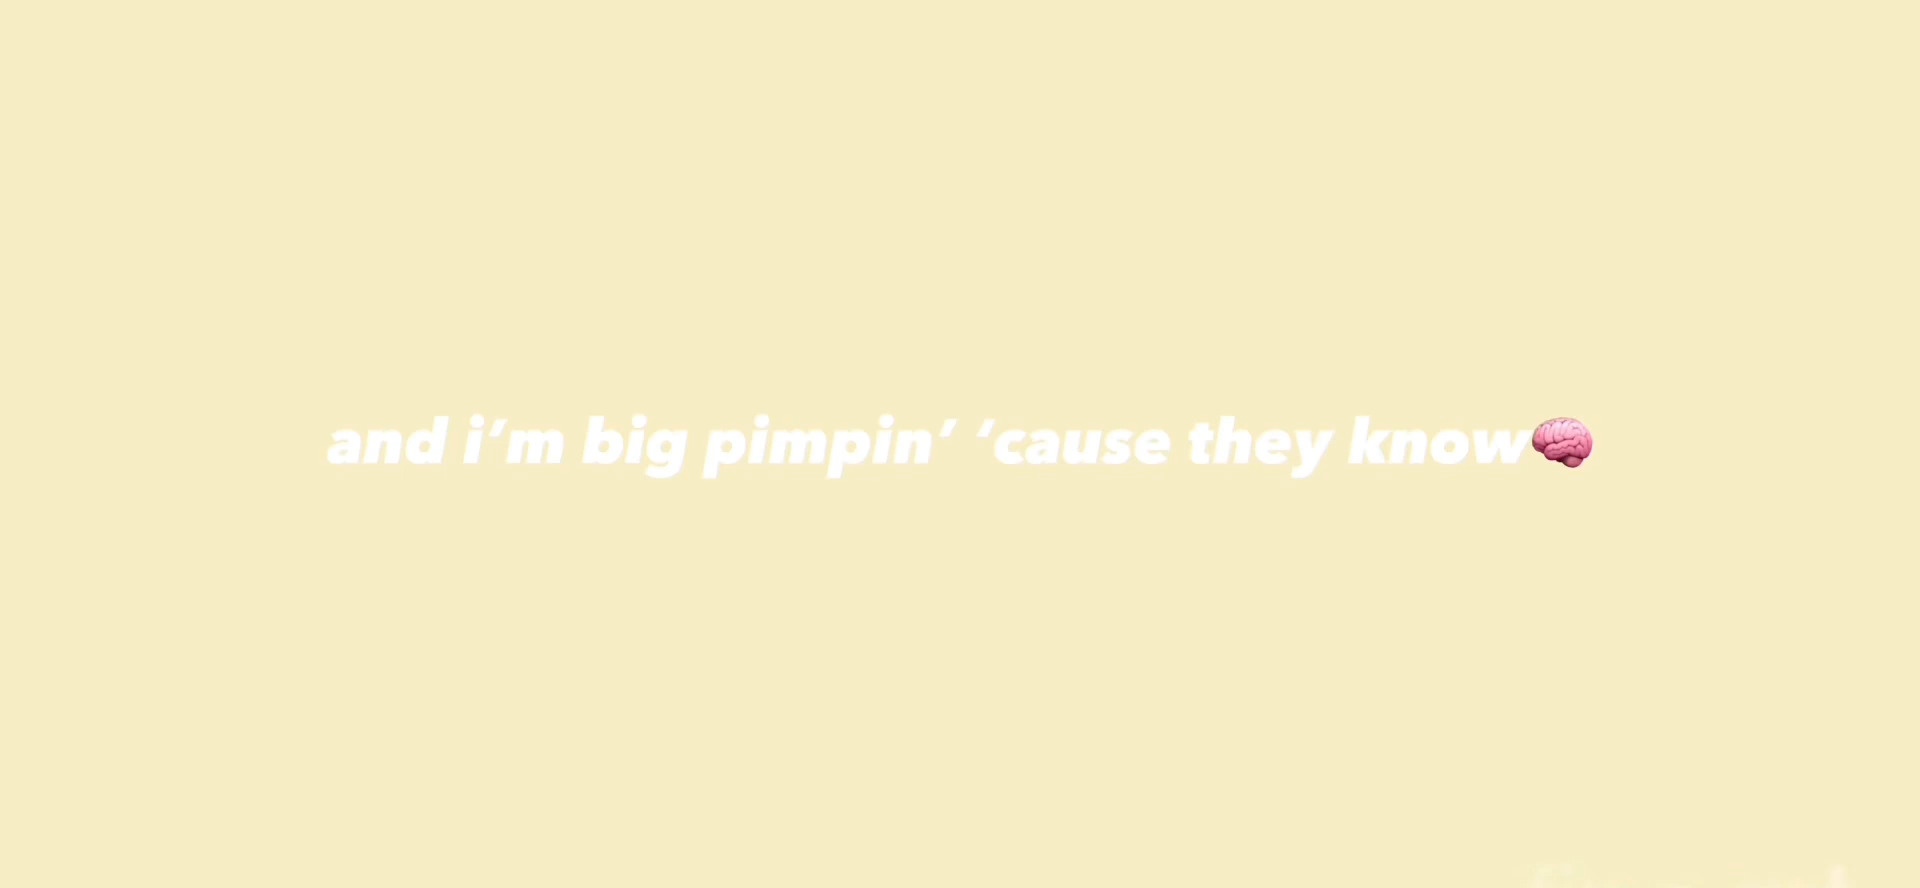 and i’m big pimpin’ ‘cause they know🧠